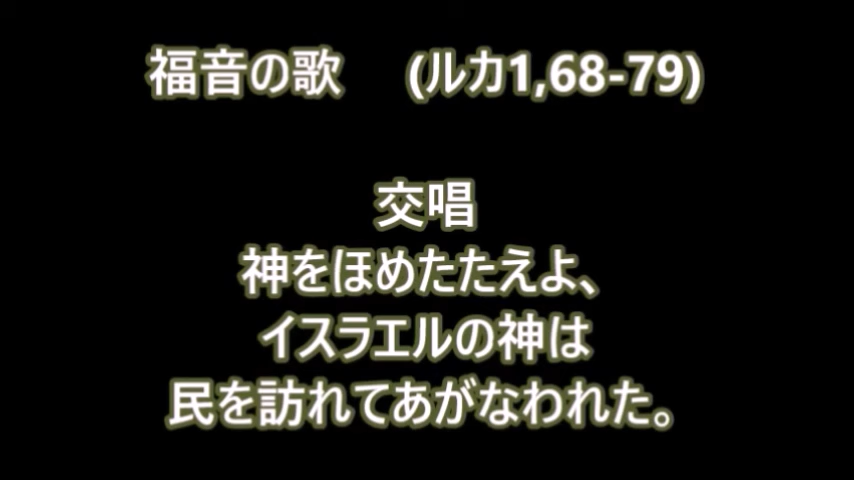 福音の歌　(ルカ1,68-79)
交唱
神をほめたたえよ、
イスラエルの神は
民を訪れてあがなわれた。